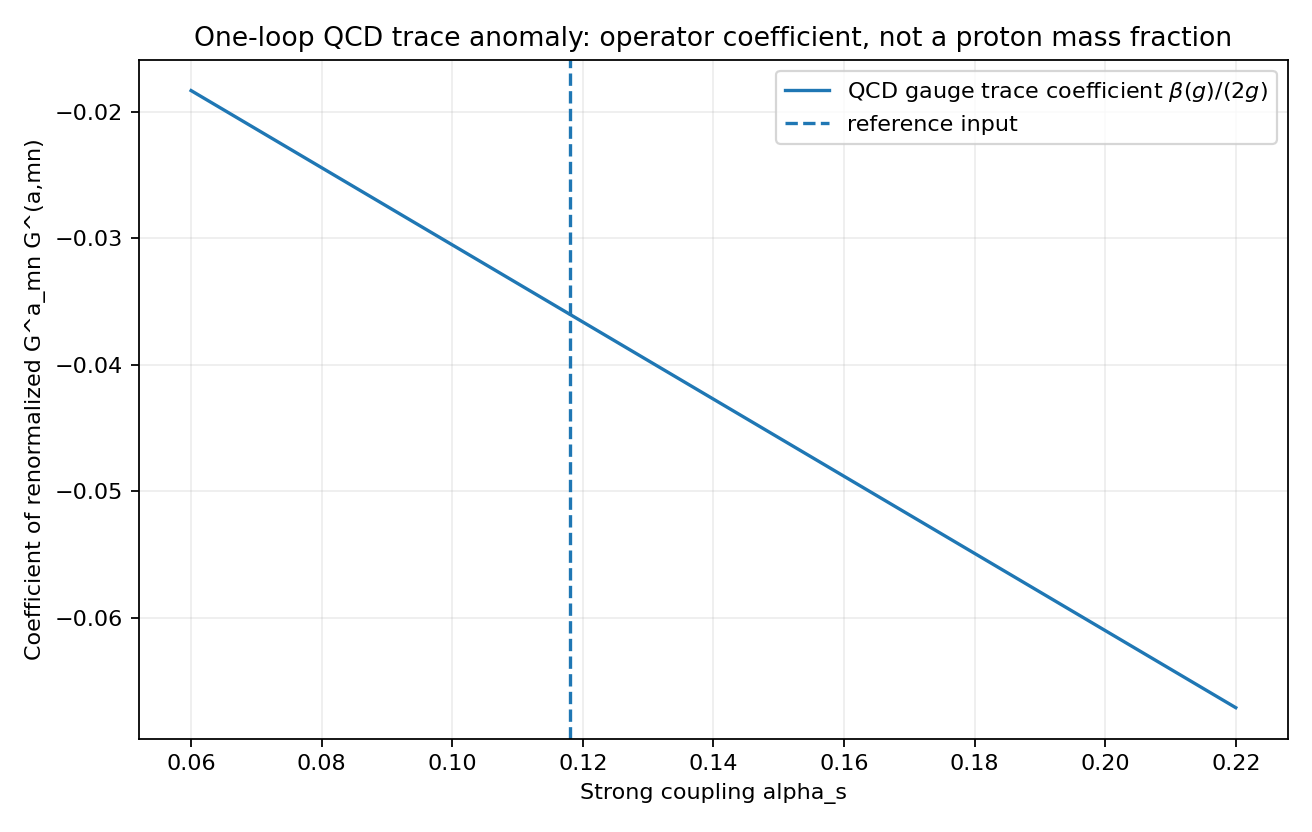 One-loop QCD trace anomaly: operator coefficient, not a proton mass fraction
QCD gauge trace coefficient β(g)/(2g)
reference input
Coefficient of renormalized G^a_mn G^(a,mn)
−0.02
−0.03
−0.04
−0.05
−0.06
0.06 0.08 0.10 0.12 0.14 0.16 0.18 0.20 0.22
Strong coupling alpha_s